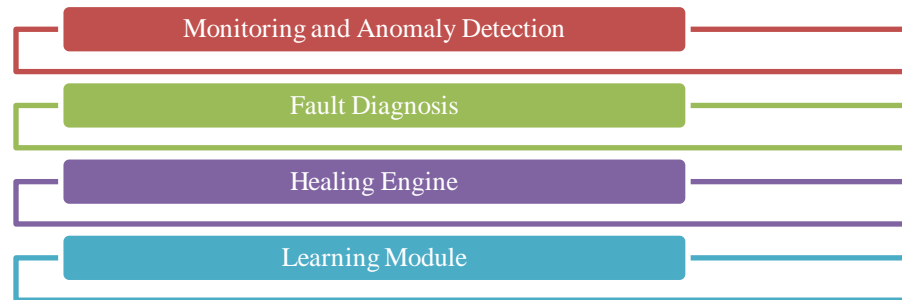 Monitoring and Anomaly Detection
Fault Diagnosis
Healing Engine
Learning Module